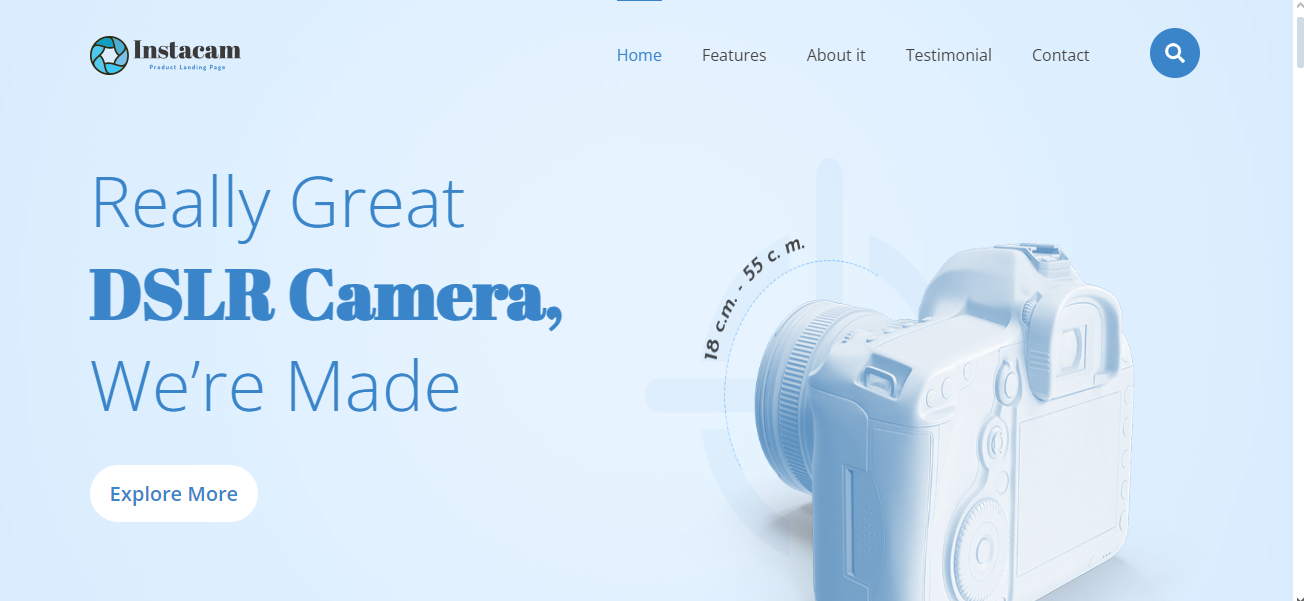 Instacam
Product Landing Page
Home Features About it Testimonial Contact
Really Great
DSLR Camera,
We’re Made
18 c.m. - 55 c. m.
Explore More